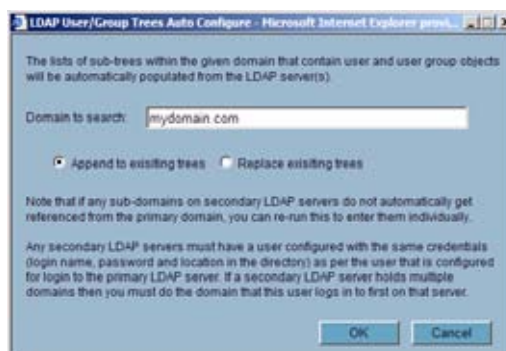 LDAP User/Group Trees Auto Configure - Microsoft Internet Explorer provi...
The lists of sub-trees within the given domain that contain user and user group objects
will be automatically populated from the LDAP server(s).
Domain to search: mydomain.com
Append to exisiting trees Replace exisiting trees
Note that if any sub-domains on secondary LDAP servers do not automatically get
referenced from the primary domain, you can re-run this to enter them individually.
Any secondary LDAP servers must have a user configured with the same credentials
(login name, password and location in the directory) as per the user that is configured
for login to the primary LDAP server. If a secondary LDAP server holds multiple
domains then you must do the domain that this user logs in to first on that server.
OK Cancel